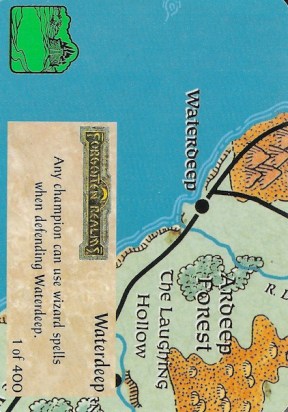 Waterdeep
Ardeep
Forest
The Laughing
Hollow
FORGOTTEN REALMS
Any champion can use wizard spells
when defending Waterdeep.
1 of 400
Waterdeep